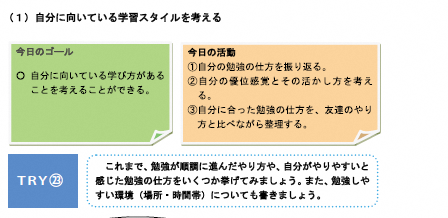 （１）自分に向いている学習スタイルを考える
今日のゴール
〇 自分に向いている学び方がある
ことを考えることができる。
今日の活動
①自分の勉強の仕方を振り返る。
②自分の優位感覚とその活かし方を考え
る。
③自分に合った勉強の仕方を、友達のやり
方と比べながら整理する。
TRY㉓
これまで、勉強が順調に進んだやり方や、自分がやりやすいと
感じた勉強の仕方をいくつか挙げてみましょう。また、勉強しや
すい環境（場所・時間帯）についても書きましょう。